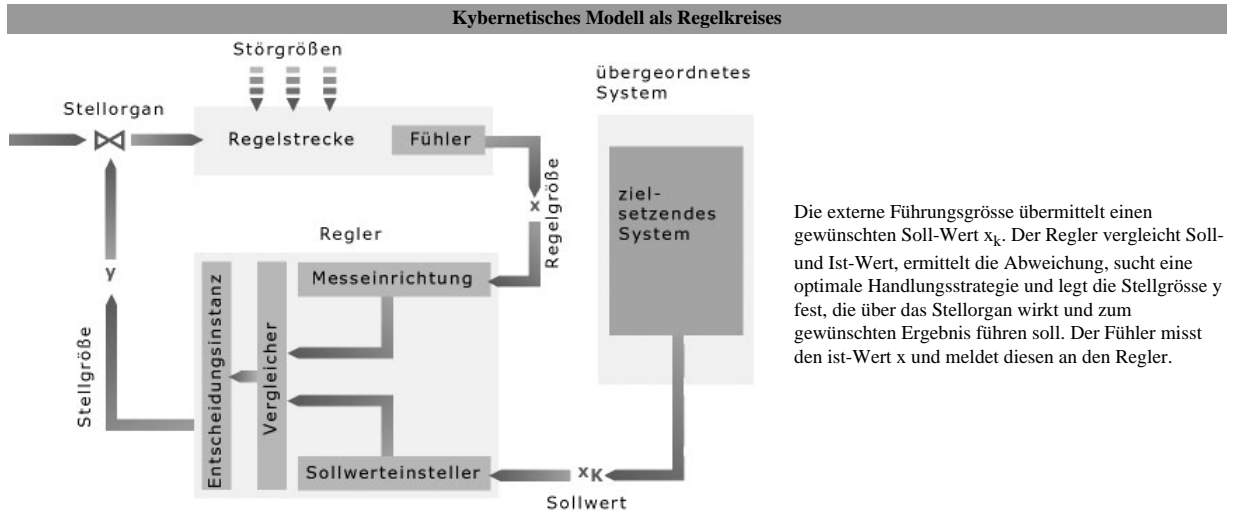 Kybernetisches Modell als Regelkreises
Störgrößen
übergeordnetes
System
Stellorgan
Regelstrecke
Fühler
x
Regelgröße
ziel-
setzendes
System
Regler
Messeinrichtung
y
Stellgröße
Entscheidungsinstanz
Vergleicher
Sollwerteinsteller
xK
Sollwert
Die externe Führungsgrösse übermittelt einen
gewünschten Soll-Wert xk. Der Regler vergleicht Soll-
und Ist-Wert, ermittelt die Abweichung, sucht eine
optimale Handlungsstrategie und legt die Stellgrösse y
fest, die über das Stellorgan wirkt und zum
gewünschten Ergebnis führen soll. Der Fühler misst
den ist-Wert x und meldet diesen an den Regler.